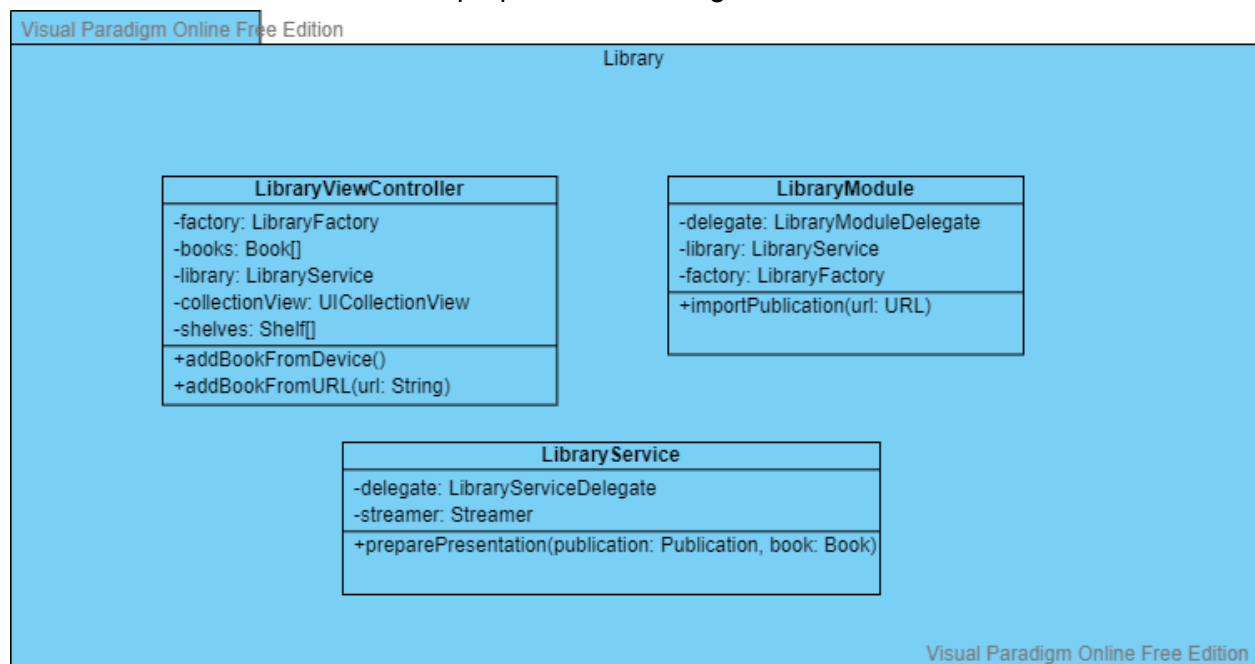 Visual Paradigm Online Free Edition
Library
LibraryViewController
-factory: LibraryFactory
-books: Book[]
-library: LibraryService
-collectionView: UICollectionView
-shelves: Shelf[]
+addBookFromDevice()
+addBookFromURL(url: String)
LibraryModule
-delegate: LibraryModuleDelegate
-library: LibraryService
-factory: LibraryFactory
+importPublication(url: URL)
LibraryService
-delegate: LibraryServiceDelegate
-streamer: Streamer
+preparePresentation(publication: Publication, book: Book)
Visual Paradigm Online Free Edition